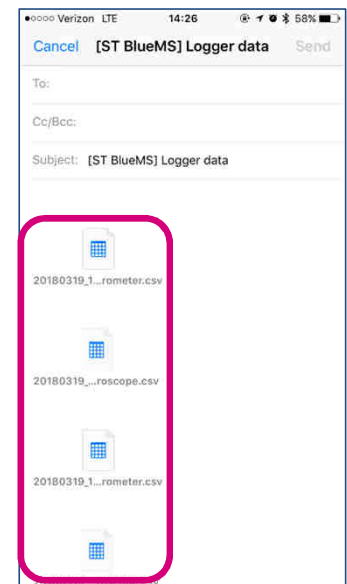 Verizon LTE 14:26 58%
Cancel [ST BlueMS] Logger data Send
To:
Cc/Bcc:
Subject: [ST BlueMS] Logger data
20180319_1...rometer.csv
20180319_...roscope.csv
20180319_1...rometer.csv